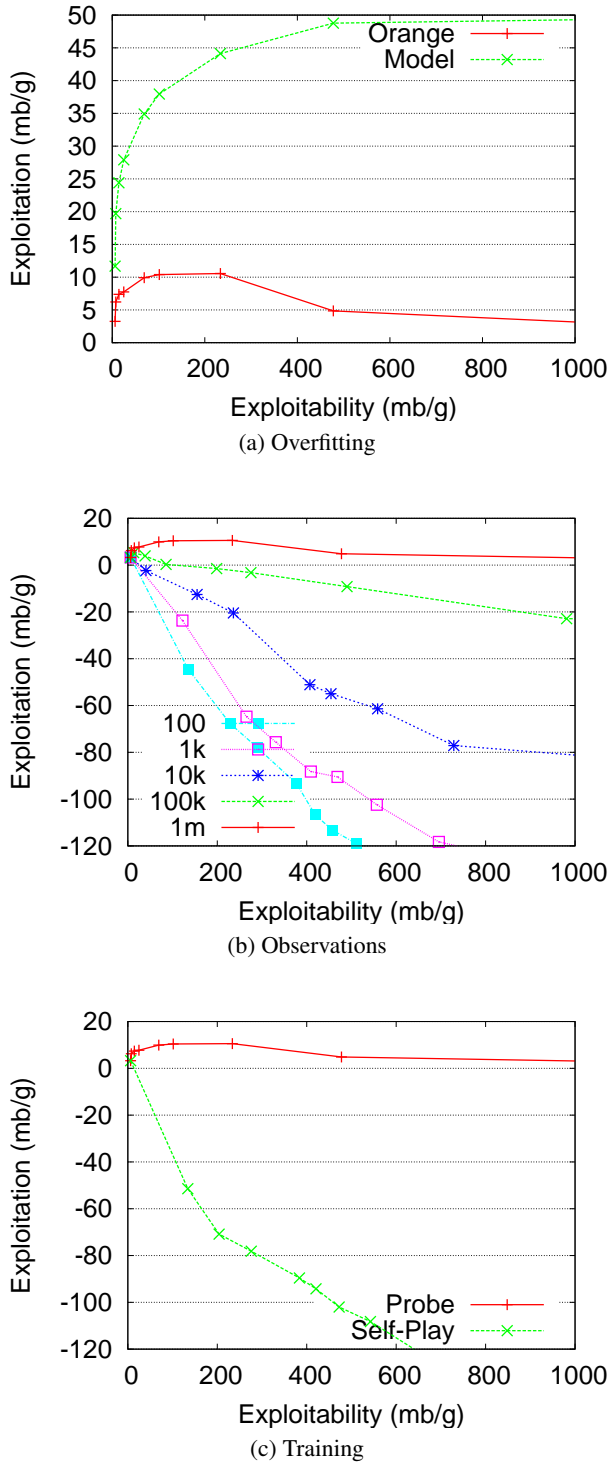 50
45
40
35
30
25
20
15
10
5
0
Exploitation (mb/g)
Orange
Model
0 200 400 600 800 1000
Exploitability (mb/g)
(a) Overfitting
20
0
-20
-40
-60
-80
-100
-120
Exploitation (mb/g)
100
1k
10k
100k
1m
0 200 400 600 800 1000
Exploitability (mb/g)
(b) Observations
20
0
-20
-40
-60
-80
-100
-120
Exploitation (mb/g)
Probe
Self-Play
0 200 400 600 800 1000
Exploitability (mb/g)
(c) Training